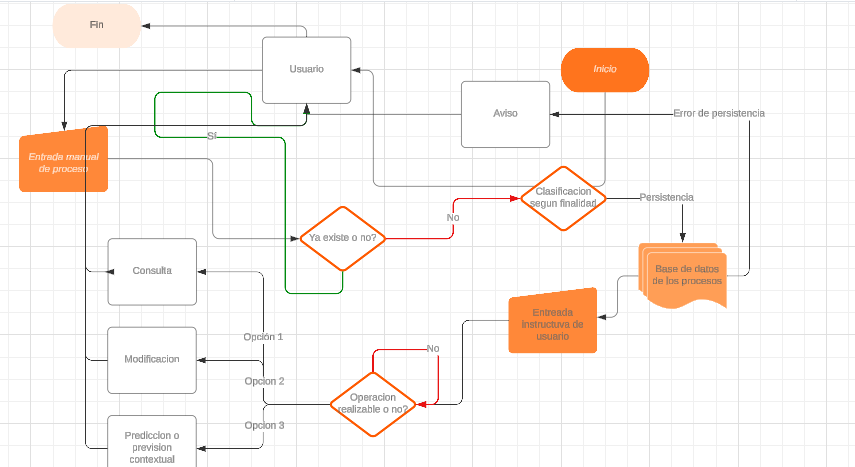 Fin
Usuario
Inicio
Aviso
Error de persistencia
Sí
Entrada manual
de proceso
Clasificacion
segun finalidad
Persistencia
No
Ya existe o no?
Consulta
Base de datos
de los procesos
Entreada
instructuva de
usuario
Opción 1
Modificacion
No
Opcion 2
Operacion
realizable o no?
Opcion 3
Prediccion o
prevision
contextual